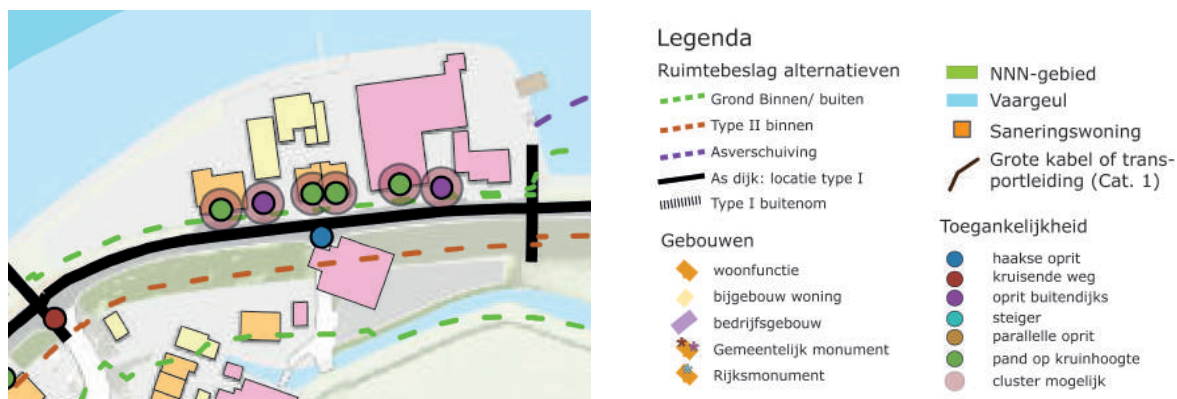 Legenda
Ruimtebeslag alternatieven
Grond Binnen/ buiten
Type II binnen
Asverschuiving
As dijk: locatie type I
Type I buitenom
Gebouwen
woonfunctie
bijgebouw woning
bedrijfsgebouw
Gemeentelijk monument
Rijksmonument
NNN-gebied
Vaargeul
Saneringswoning
Grote kabel of trans-
portleiding (Cat. 1)
Toegankelijkheid
haakse oprit
kruisende weg
oprit buitendijks
steiger
parallelle oprit
pand op kruinhoogte
cluster mogelijk